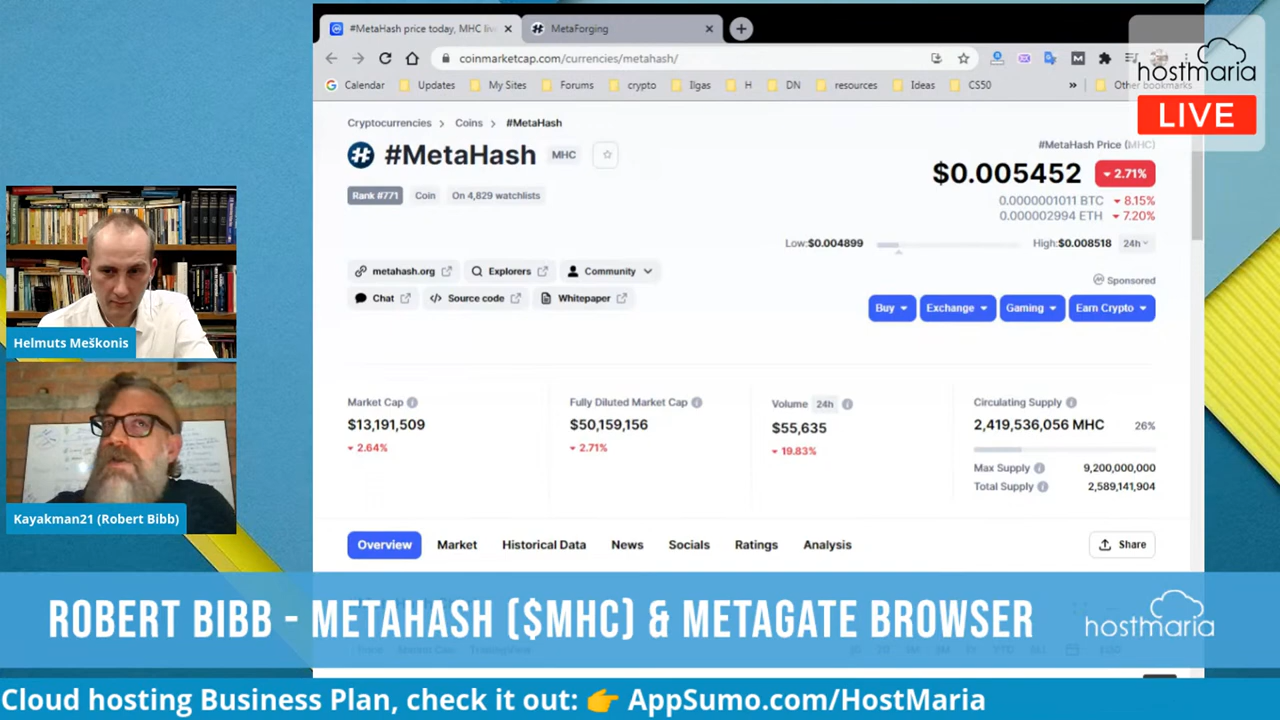 #MetaHash price today, MHC liv
MetaForging
coinmarketcap.com/currencies/metahash/
Calendar Updates My Sites Forums crypto Ilgas H DN resources Ideas CS50 » Other bookmarks
hostmaria
LIVE
Cryptocurrencies > Coins > #MetaHash
#MetaHash MHC
Rank #771 Coin On 4,829 watchlists
#MetaHash Price (MHC)
$0.005452 2.71%
0.0000001011 BTC 8.15%
0.000002994 ETH 7.20%
Low:$0.004899 High:$0.008518 24h
metahash.org Explorers Community
Chat Source code Whitepaper
Sponsored
Buy Exchange Gaming Earn Crypto
Market Cap
$13,191,509
2.64%
Fully Diluted Market Cap
$50,159,156
2.71%
Volume 24h
$55,635
19.83%
Circulating Supply
2,419,536,056 MHC 26%
Max Supply 9,200,000,000
Total Supply 2,589,141,904
Overview Market Historical Data News Socials Ratings Analysis Share
Helmuts Meškonis
Kayakman21 (Robert Bibb)
ROBERT BIBB - METAHASH ($MHC) & METAGATE BROWSER
hostmaria
Cloud hosting Business Plan, check it out: 👉 AppSumo.com/HostMaria